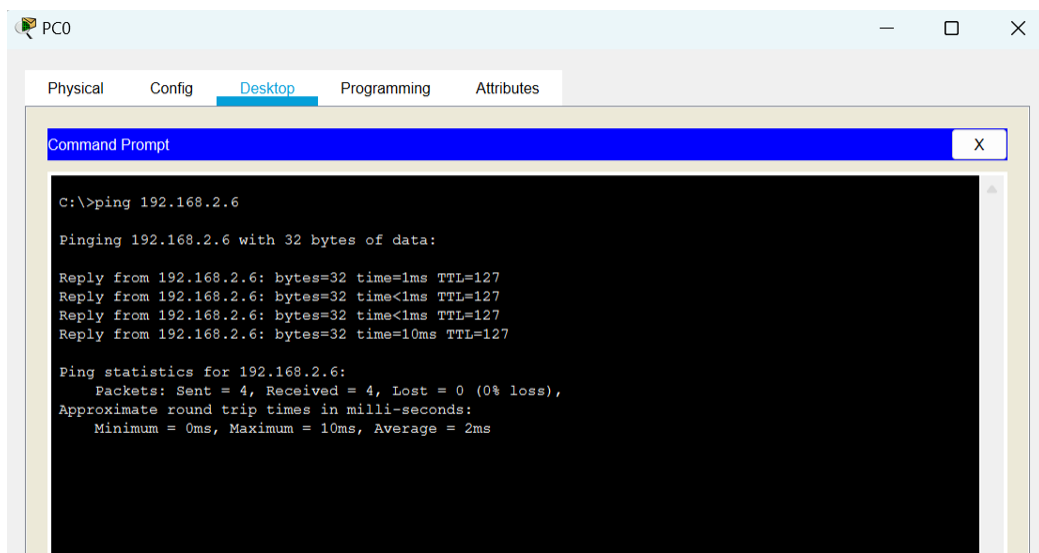 PC0
Physical Config Desktop Programming Attributes
Command Prompt X
C:\>ping 192.168.2.6
Pinging 192.168.2.6 with 32 bytes of data:
Reply from 192.168.2.6: bytes=32 time=1ms TTL=127
Reply from 192.168.2.6: bytes=32 time<1ms TTL=127
Reply from 192.168.2.6: bytes=32 time<1ms TTL=127
Reply from 192.168.2.6: bytes=32 time=10ms TTL=127
Ping statistics for 192.168.2.6:
Packets: Sent = 4, Received = 4, Lost = 0 (0% loss),
Approximate round trip times in milli-seconds:
Minimum = 0ms, Maximum = 10ms, Average = 2ms